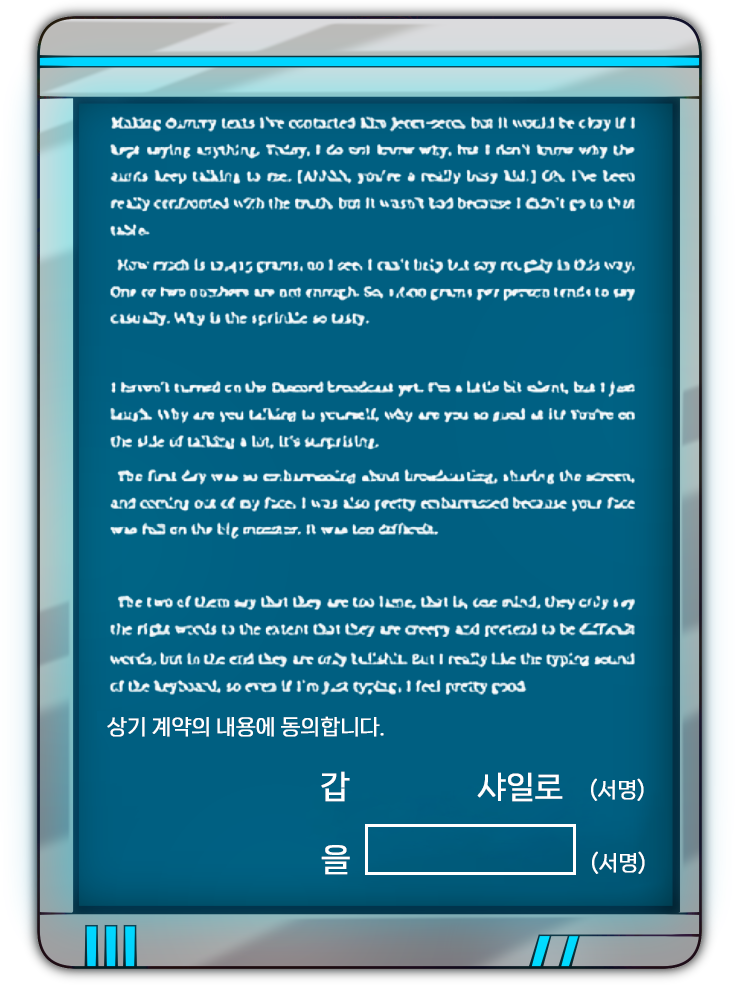 Making dummy texts I've contacted Kim Jeon-seon, but it would be okay if I
kept saying anything. Today, I do not know why, but I don't know why the
aunts keep talking to me. [Ahhh, you're a really busy kid.] Oh, I've been
really confronted with the truth, but it wasn't bad because I didn't go to that
table.
How much is grams, no I see. I can't help but say roughly in this way.
One or two numbers are not enough. So, grams per person tends to say
casually. Why is the sprinkle so tasty.
I haven't turned on the Discord broadcast yet. I'm a little bit silent, but I just
laugh. Why are you talking to yourself, why are you so good at it? You're on
the side of talking a lot, it's surprising.
The first day was so embarrassing about broadcasting, sharing the screen,
and coming out of my face. I was also pretty embarrassed because your face
was full on the big monitor. It was too difficult.
The two of them say that they are too lame, that is, one mind, they only say
the right words to the extent that they are creepy and pretend to be difficult
words, but in the end they are only bullshit. But I really like the typing sound
of the keyboard, so even if I'm just typing, I feel pretty good
상기 계약의 내용에 동의합니다.
갑 샤일로 (서명)
을 (서명)